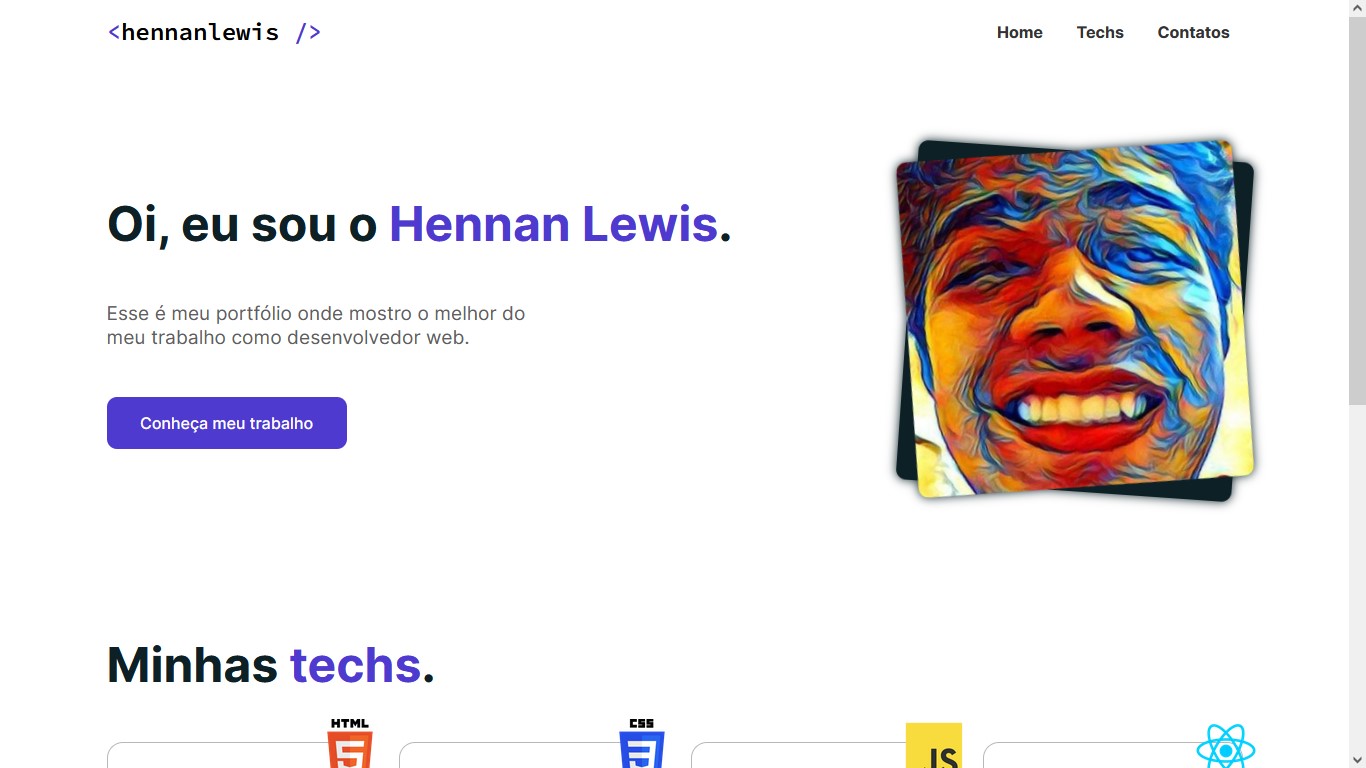 <hennanlewis />
Home Techs Contatos
Oi, eu sou o Hennan Lewis.
Esse é meu portfólio onde mostro o melhor do
meu trabalho como desenvolvedor web.
Conheça meu trabalho
Minhas techs.
HTML CSS JS